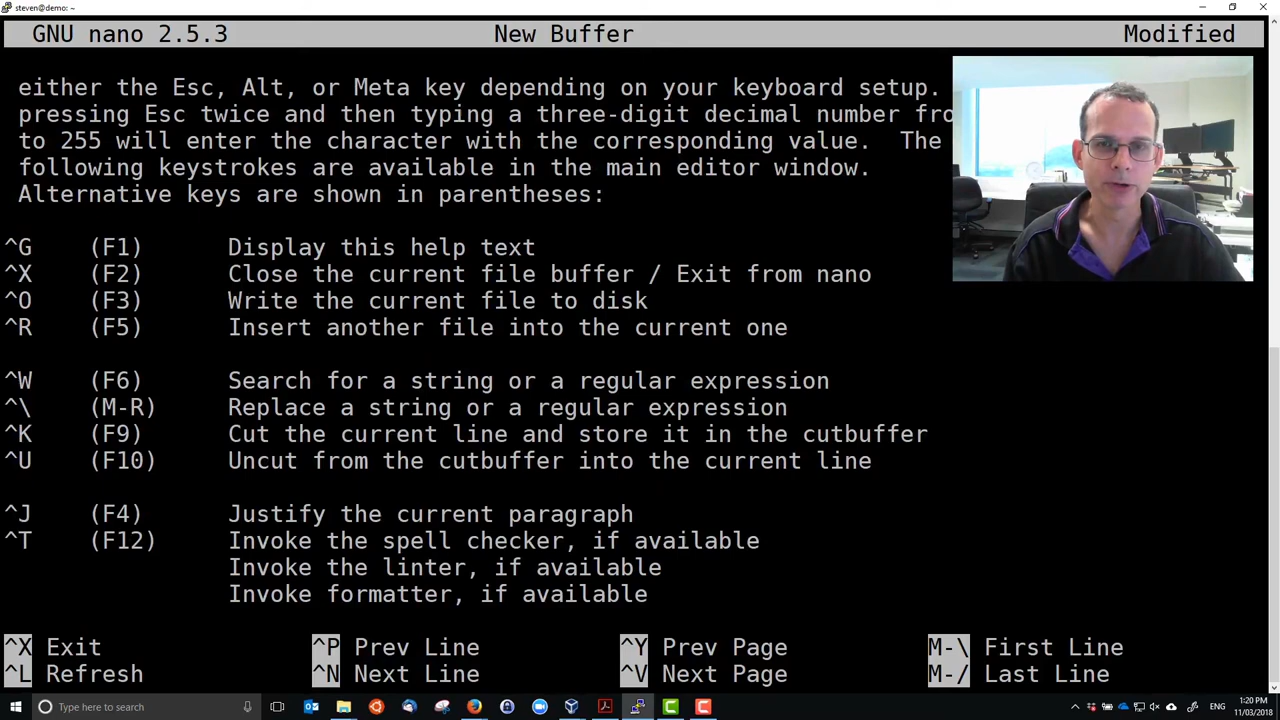 steven@demo: ~
GNU nano 2.5.3 New Buffer Modified
either the Esc, Alt, or Meta key depending on your keyboard setup.
pressing Esc twice and then typing a three-digit decimal number fro
to 255 will enter the character with the corresponding value. The
following keystrokes are available in the main editor window.
Alternative keys are shown in parentheses:
^G (F1) Display this help text
^X (F2) Close the current file buffer / Exit from nano
^O (F3) Write the current file to disk
^R (F5) Insert another file into the current one
^W (F6) Search for a string or a regular expression
^\ (M-R) Replace a string or a regular expression
^K (F9) Cut the current line and store it in the cutbuffer
^U (F10) Uncut from the cutbuffer into the current line
^J (F4) Justify the current paragraph
^T (F12) Invoke the spell checker, if available
Invoke the linter, if available
Invoke formatter, if available
^X Exit ^P Prev Line ^Y Prev Page M-\ First Line
^L Refresh ^N Next Line ^V Next Page M-/ Last Line
Type here to search ENG 1:20 PM
11/03/2018